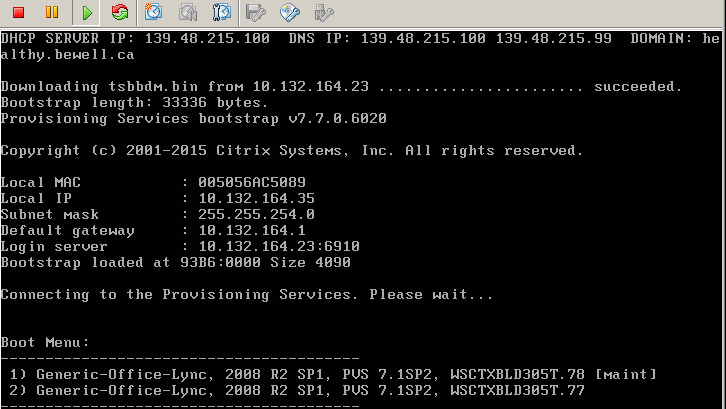 DHCP SERVER IP: 139.48.215.100  DNS IP: 139.48.215.100 139.48.215.99  DOMAIN: he
althy.bewell.ca
Downloading tsbbdm.bin from 10.132.164.23 ....................... succeeded.
Bootstrap length: 33336 bytes.
Provisioning Services bootstrap v7.7.0.6020
Copyright (c) 2001-2015 Citrix Systems, Inc. All rights reserved.
Local MAC           : 005056AC5089
Local IP            : 10.132.164.35
Subnet mask         : 255.255.254.0
Default gateway     : 10.132.164.1
Login server        : 10.132.164.23:6910
Bootstrap loaded at 93B6:0000 Size 4090
Connecting to the Provisioning Services. Please wait...
Boot Menu:
----------------------------------------
1) Generic-Office-Lync, 2008 R2 SP1, PVS 7.1SP2, WSCTXBLD305T.78 [maint]
2) Generic-Office-Lync, 2008 R2 SP1, PVS 7.1SP2, WSCTXBLD305T.77
----------------------------------------